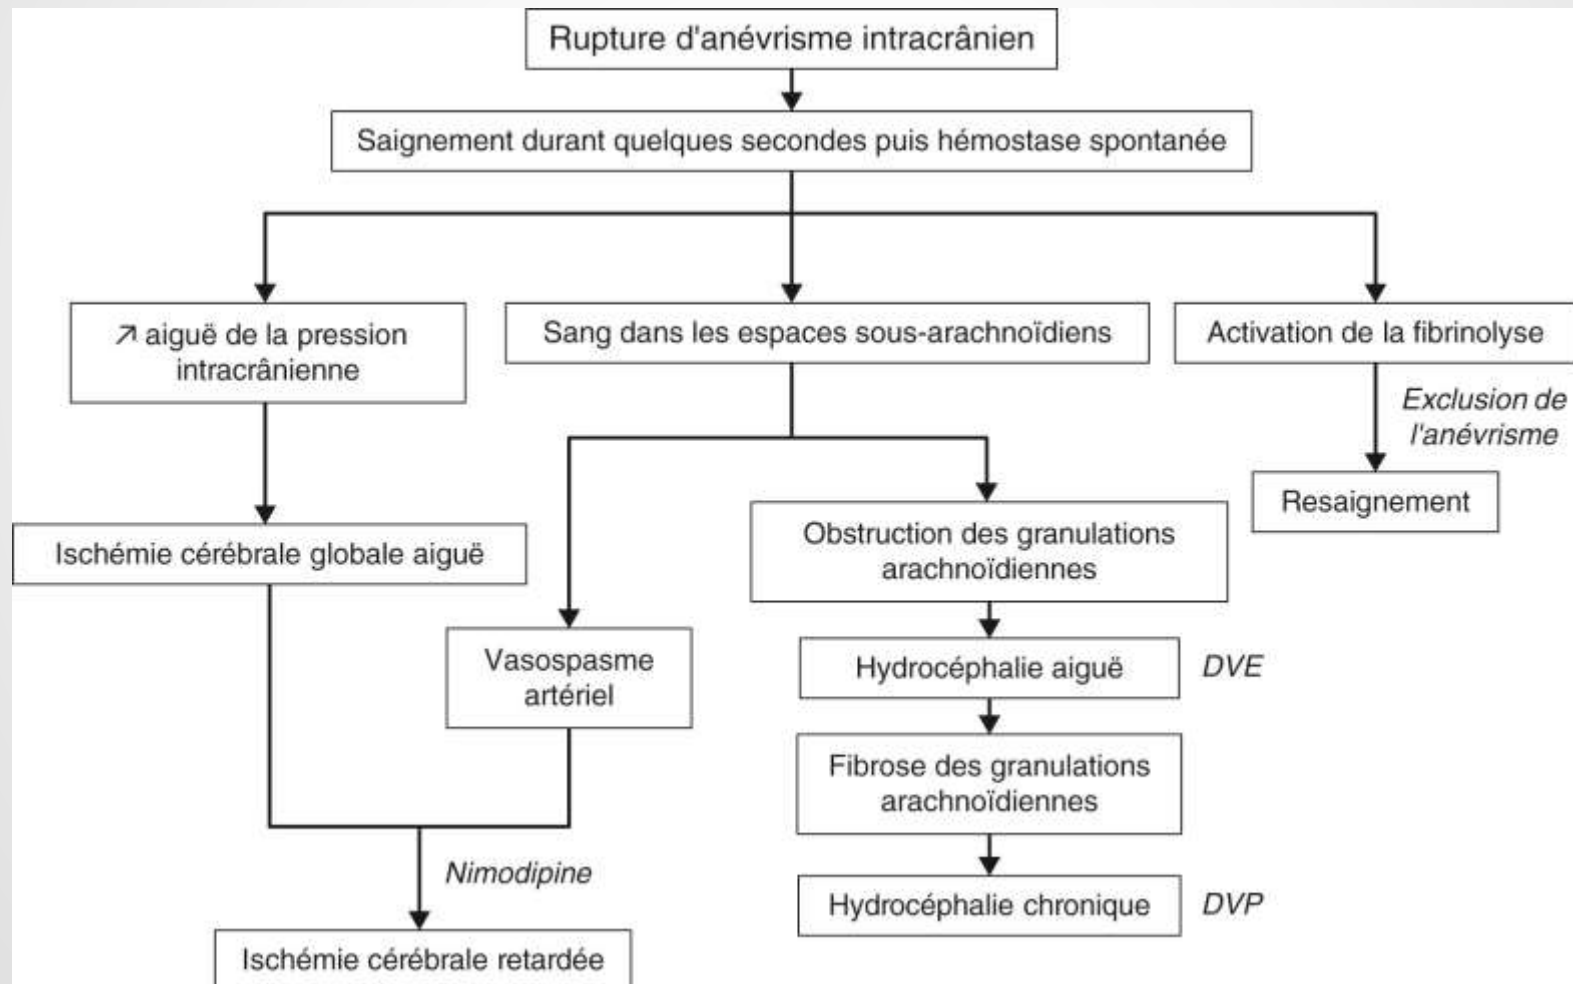 Rupture d'anévrisme intracrânien
Saignement durant quelques secondes puis hémostase spontanée
↗ aiguë de la pression
intracrânienne
Sang dans les espaces sous-arachnoïdiens
Activation de la fibrinolyse
Exclusion de
l'anévrisme
Resaignement
Ischémie cérébrale globale aiguë
Obstruction des granulations
arachnoïdiennes
Vasospasme
artériel
Hydrocéphalie aiguë
DVE
Fibrose des granulations
arachnoïdiennes
Nimodipine
Hydrocéphalie chronique
DVP
Ischémie cérébrale retardée